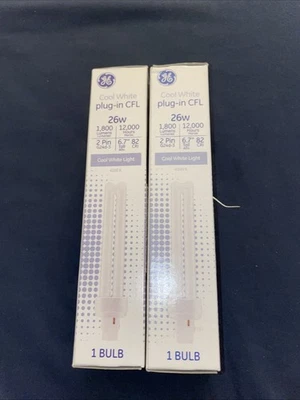 GE
Cool White
plug-in CFL
26w
1,800 12,000
2 Pin 6.7" 82
Cool White Light
1 BULB
GE
Cool White
plug-in CFL
26w
1,800 12,000
2 Pin 6.7" 82
Cool White Light
1 BULB